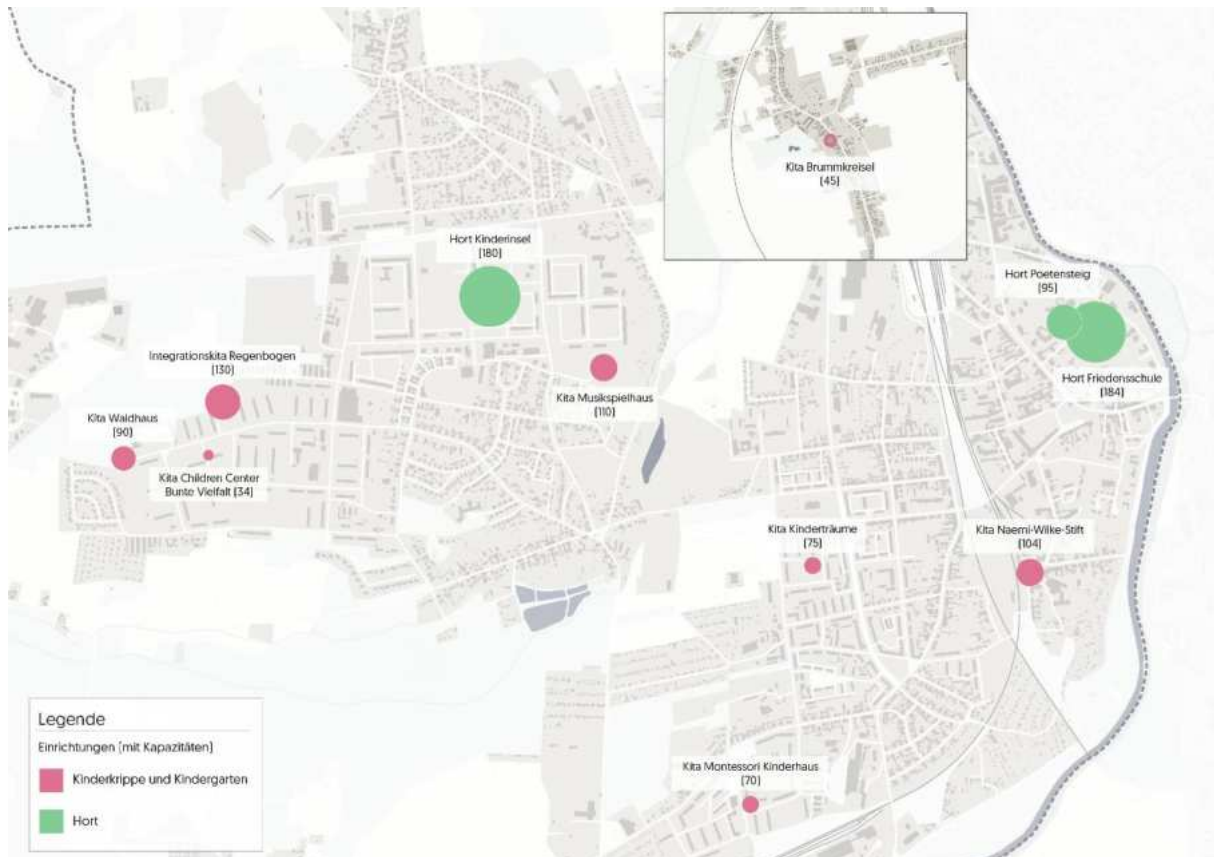 Kita Brummkreisel
[45]
Hort Kinderinsel
[180]
Hort Poetensteig
[95]
Integrationskita Regenbogen
[130]
Kita Musikspielhaus
[110]
Hort Friedensschule
[184]
Kita Waldhaus
[90]
Kita Children Center
Bunte Vielfalt [34]
Kita Kinderträume
[75]
Kita Naemi-Wilke-Stift
[104]
Kita Montessori Kinderhaus
[70]
Legende
Einrichtungen [mit Kapazitäten]
Kinderkrippe und Kindergarten
Hort